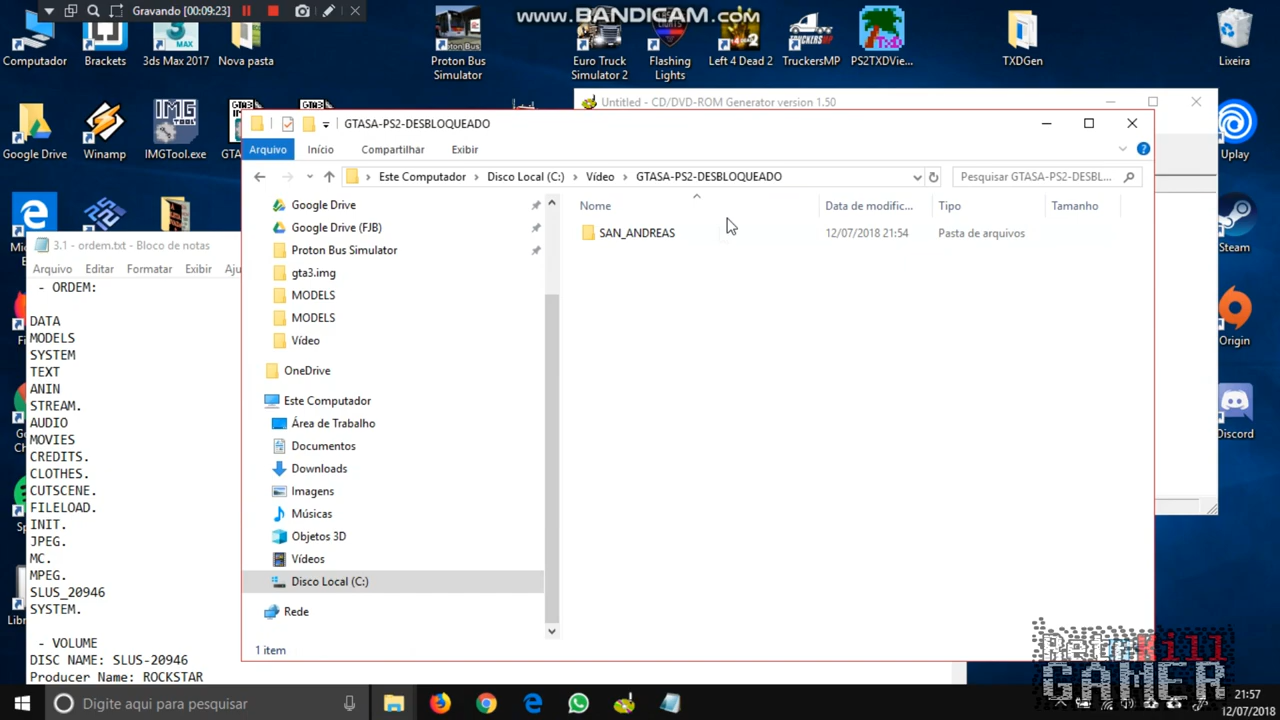 Gravando [00:09:23]
www.BANDICAM.com
Computador
Brackets
3ds Max 2017
Nova pasta
Proton Bus Simulator
Euro Truck Simulator 2
Flashing Lights
Left 4 Dead 2
TruckersMP
PS2TXDVie...
TXDGen
Lixeira
Google Drive
Winamp
IMGTool.exe
Uplay
Steam
Origin
Discord
Untitled - CD/DVD-ROM Generator version 1.50
GTASA-PS2-DESBLOQUEADO
Arquivo
Início
Compartilhar
Exibir
Este Computador
Disco Local (C:)
Vídeo
GTASA-PS2-DESBLOQUEADO
Pesquisar GTASA-PS2-DESBL...
Nome
Data de modific...
Tipo
Tamanho
SAN_ANDREAS
12/07/2018 21:54
Pasta de arquivos
Google Drive
Google Drive (FJB)
Proton Bus Simulator
gta3.img
MODELS
MODELS
Vídeo
OneDrive
Este Computador
Área de Trabalho
Documentos
Downloads
Imagens
Músicas
Objetos 3D
Vídeos
Disco Local (C:)
Rede
1 item
3.1 - ordem.txt - Bloco de notas
Arquivo
Editar
Formatar
Exibir
Aju
- ORDEM:
DATA
MODELS
SYSTEM
TEXT
ANIN
STREAM.
AUDIO
MOVIES
CREDITS.
CLOTHES.
CUTSCENE.
FILELOAD.
INIT.
JPEG.
MC.
MPEG.
SLUS_20946
SYSTEM.
- VOLUME
DISC NAME: SLUS-20946
Producer Name: ROCKSTAR
RetroKill
GAMER
Digite aqui para pesquisar
21:57
12/07/2018